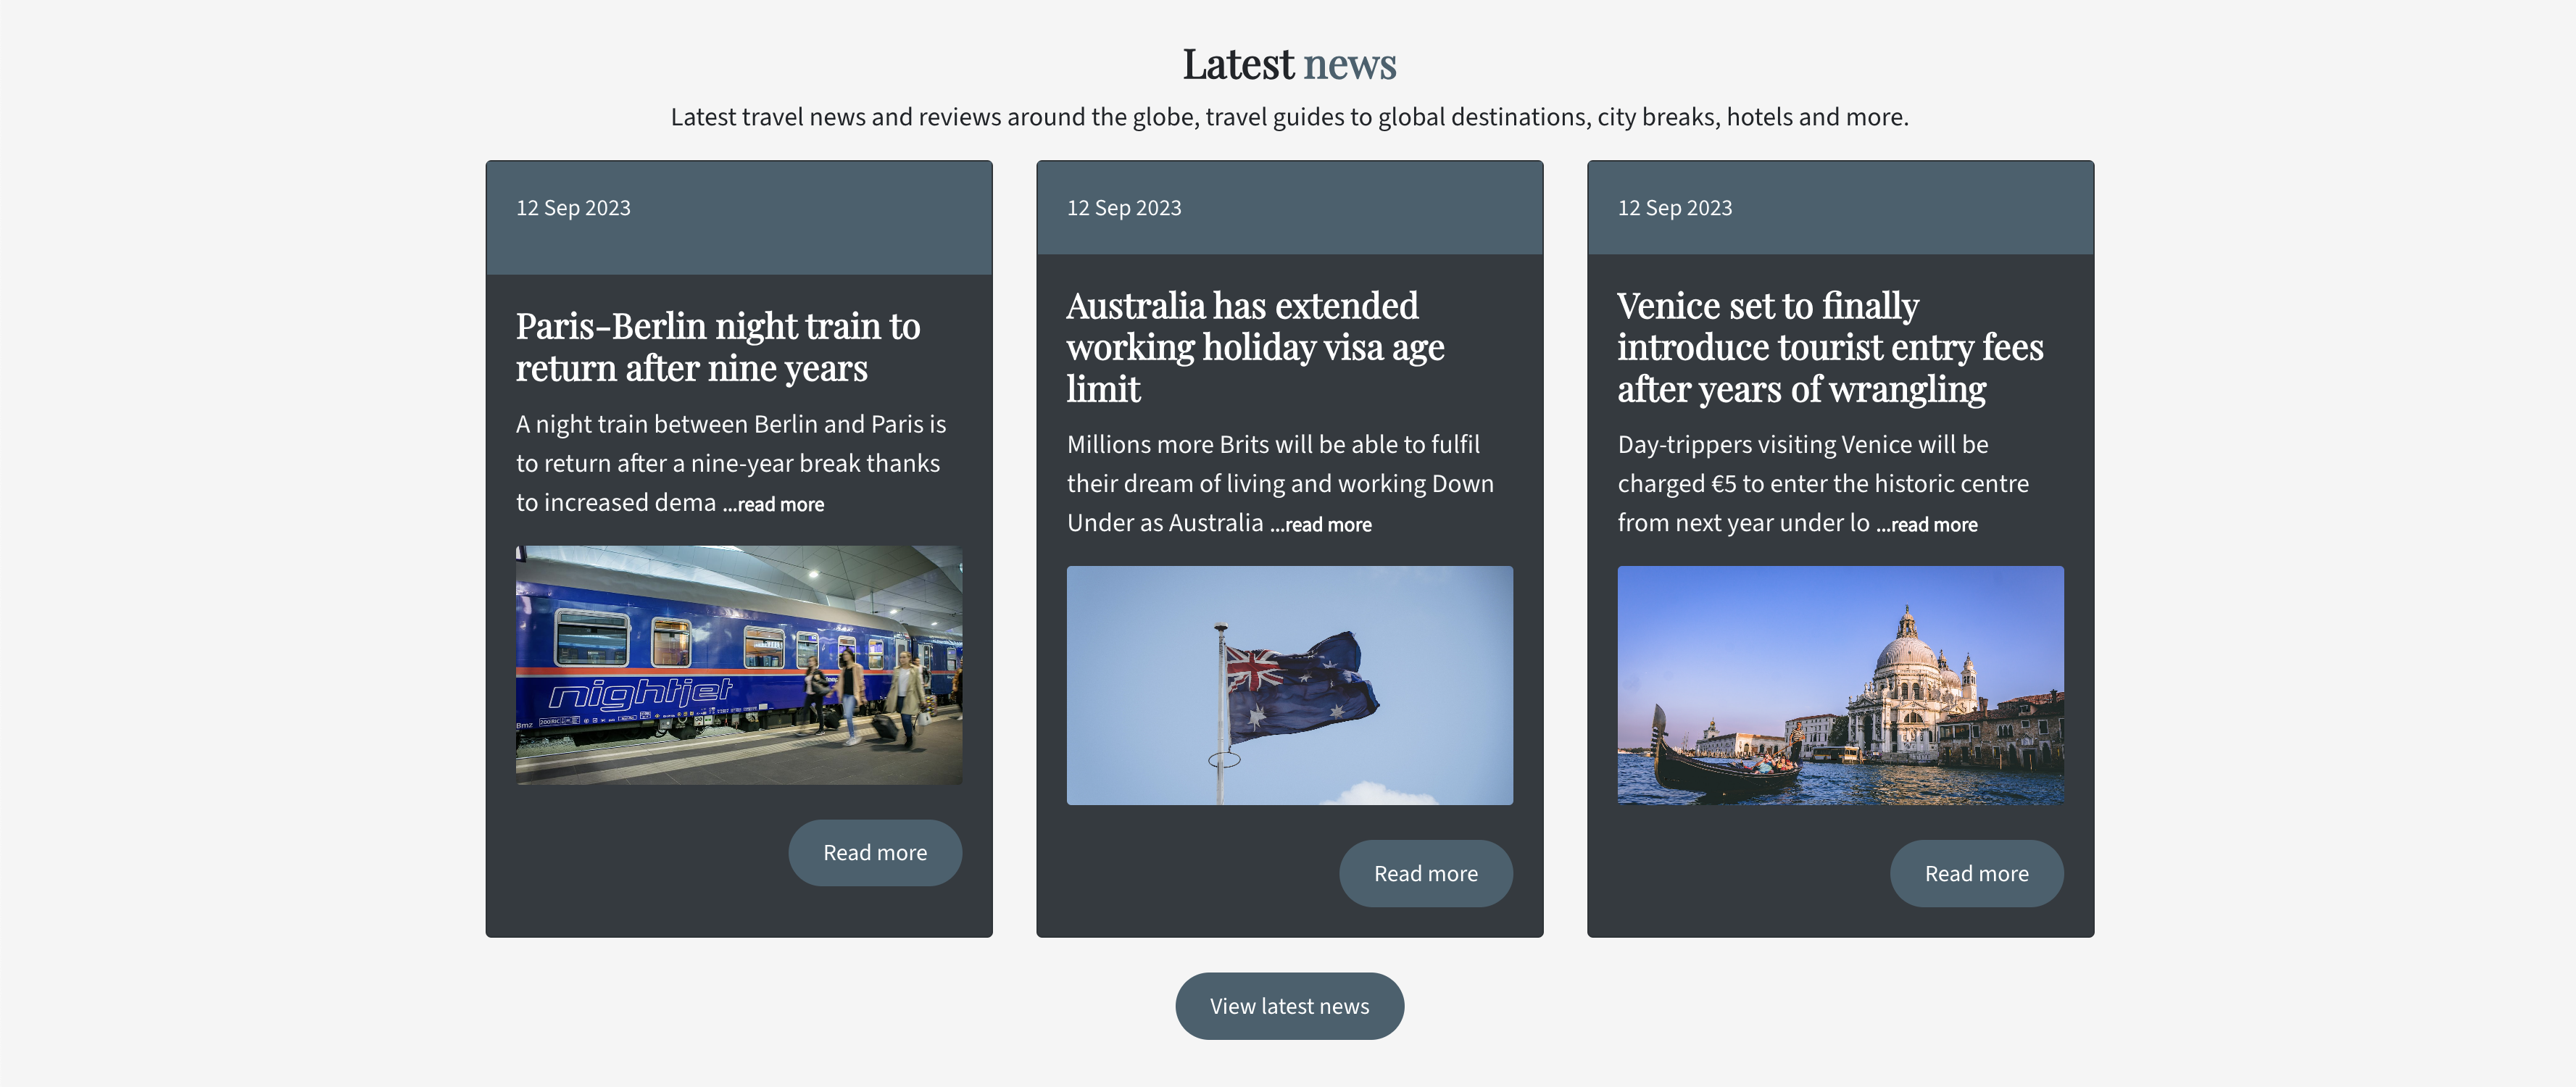 Latest news
Latest travel news and reviews around the globe, travel guides to global destinations, city breaks, hotels and more.
12 Sep 2023
Paris-Berlin night train to
return after nine years
A night train between Berlin and Paris is
to return after a nine-year break thanks
to increased dema ...read more
nightjet
Read more
12 Sep 2023
Australia has extended
working holiday visa age
limit
Millions more Brits will be able to fulfil
their dream of living and working Down
Under as Australia ...read more
Read more
12 Sep 2023
Venice set to finally
introduce tourist entry fees
after years of wrangling
Day-trippers visiting Venice will be
charged €5 to enter the historic centre
from next year under lo ...read more
Read more
View latest news